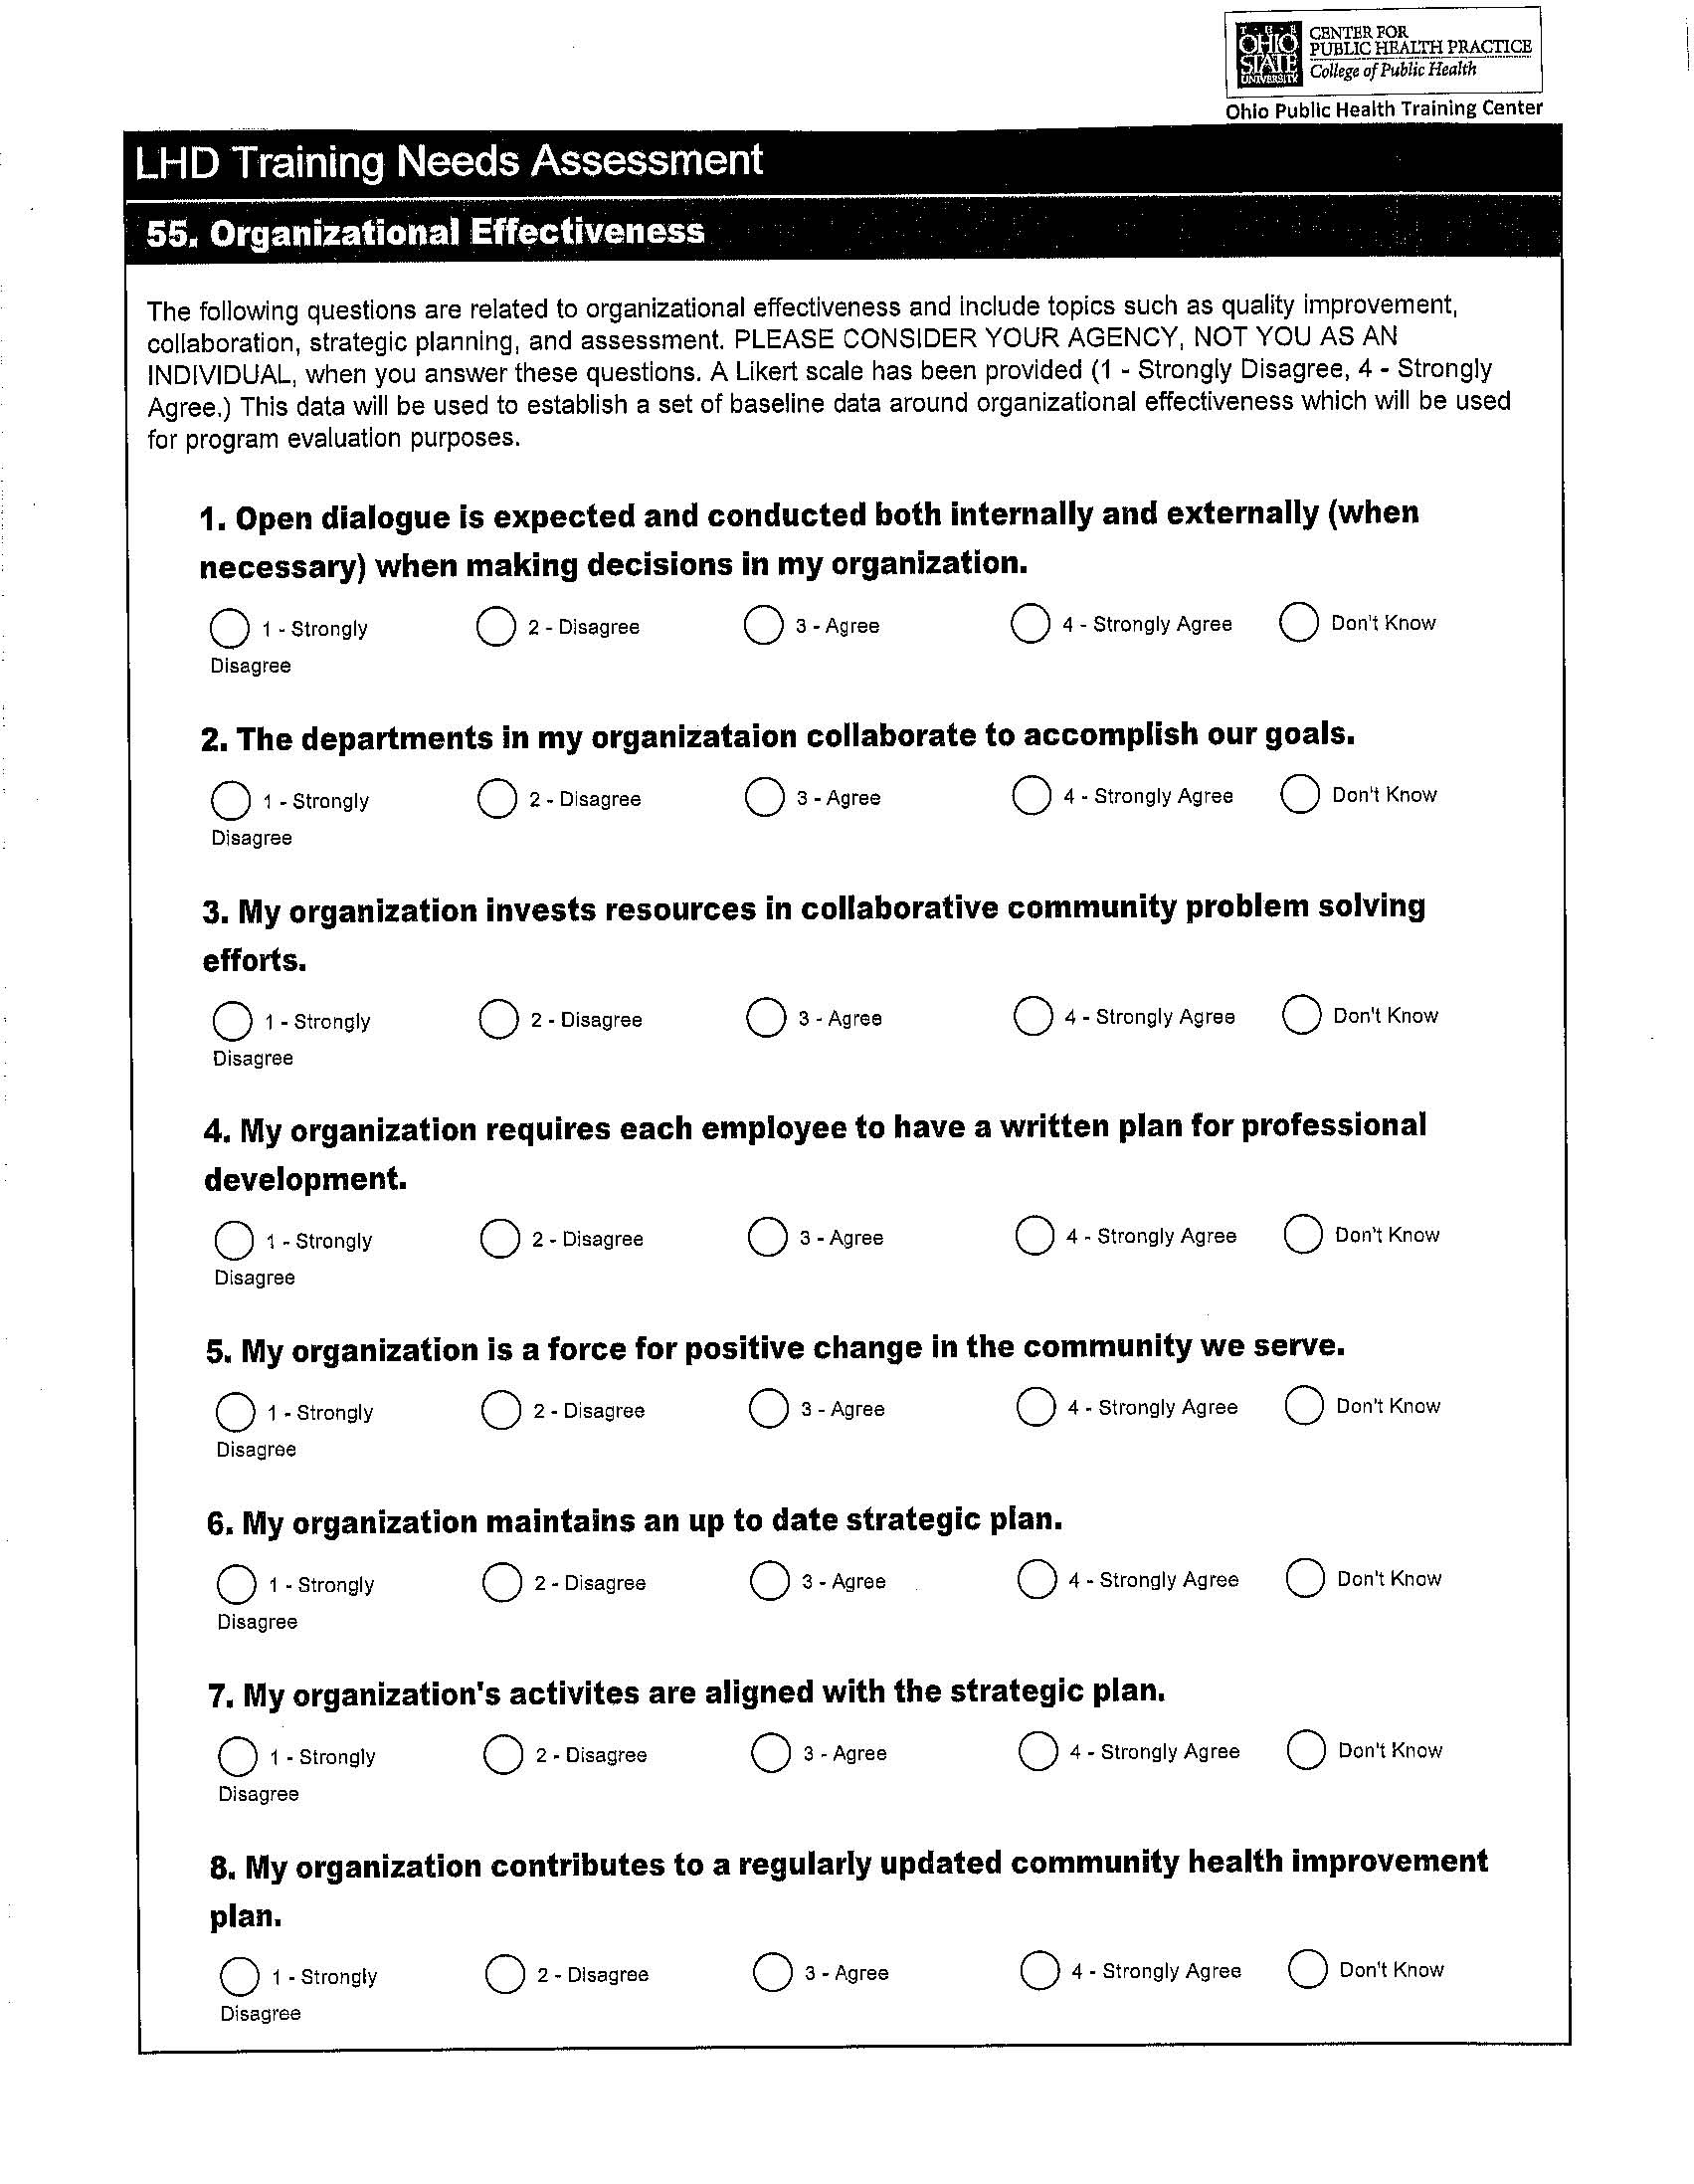 THE
OHIO
STATE
UNIVERSITY
CENTER FOR
PUBLIC HEALTH PRACTICE
College of Public Health
Ohio Public Health Training Center
LHD Training Needs Assessment
55. Organizational Effectiveness
The following questions are related to organizational effectiveness and include topics such as quality improvement,
collaboration, strategic planning, and assessment. PLEASE CONSIDER YOUR AGENCY, NOT YOU AS AN
INDIVIDUAL, when you answer these questions. A Likert scale has been provided (1 - Strongly Disagree, 4 - Strongly
Agree.) This data will be used to establish a set of baseline data around organizational effectiveness which will be used
for program evaluation purposes.
1. Open dialogue is expected and conducted both internally and externally (when
necessary) when making decisions in my organization.
1 - Strongly Disagree 2 - Disagree 3 - Agree 4 - Strongly Agree Don't Know
2. The departments in my organizataion collaborate to accomplish our goals.
1 - Strongly Disagree 2 - Disagree 3 - Agree 4 - Strongly Agree Don't Know
3. My organization invests resources in collaborative community problem solving
efforts.
1 - Strongly Disagree 2 - Disagree 3 - Agree 4 - Strongly Agree Don't Know
4. My organization requires each employee to have a written plan for professional
development.
1 - Strongly Disagree 2 - Disagree 3 - Agree 4 - Strongly Agree Don't Know
5. My organization is a force for positive change in the community we serve.
1 - Strongly Disagree 2 - Disagree 3 - Agree 4 - Strongly Agree Don't Know
6. My organization maintains an up to date strategic plan.
1 - Strongly Disagree 2 - Disagree 3 - Agree 4 - Strongly Agree Don't Know
7. My organization's activites are aligned with the strategic plan.
1 - Strongly Disagree 2 - Disagree 3 - Agree 4 - Strongly Agree Don't Know
8. My organization contributes to a regularly updated community health improvement
plan.
1 - Strongly Disagree 2 - Disagree 3 - Agree 4 - Strongly Agree Don't Know